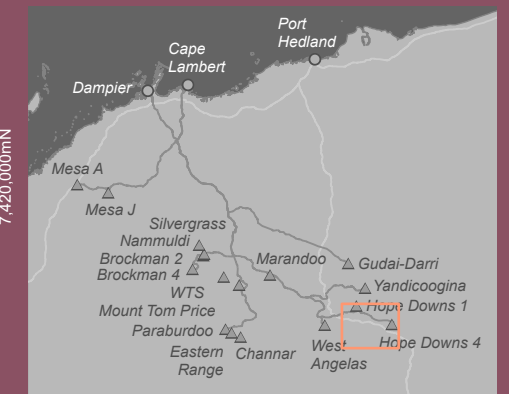 Port
Hedland
Cape
Lambert
Dampier
7,420,000mN
Mesa A
Mesa J
Silvergrass
Nammuldi
Brockman 2
Brockman 4
Marandoo
Gudai-Darri
WTS
Yandicoogina
Mount Tom Price
Hope Downs 1
Paraburdoo
Eastern
Range
Channar
West
Angelas
Hope Downs 4